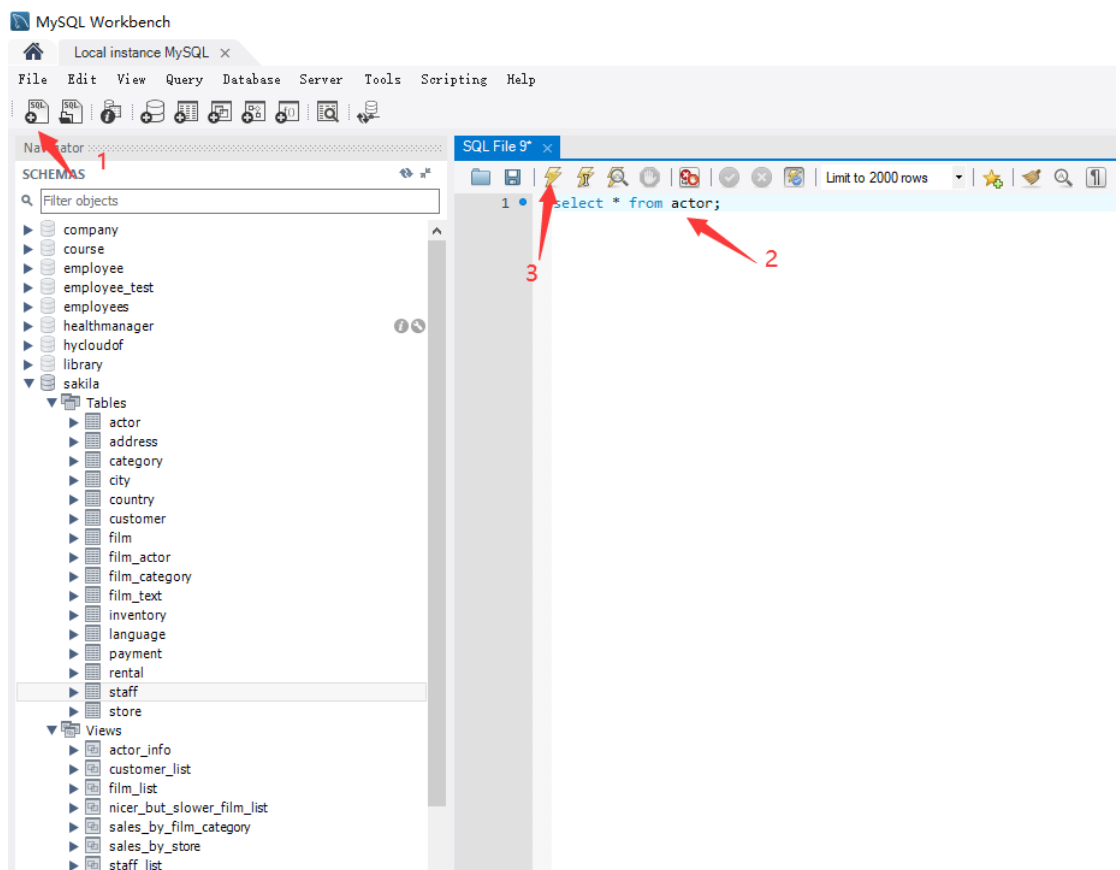 MySQL Workbench
Local instance MySQL ×
File Edit View Query Database Server Tools Scripting Help
SQL SQL
Navigator
1
SCHEMAS
Filter objects
company
course
employee
employee_test
employees
healthmanager
hycloudof
library
sakila
Tables
actor
address
category
city
country
customer
film
film_actor
film_category
film_text
inventory
language
payment
rental
staff
store
Views
actor_info
customer_list
film_list
nicer_but_slower_film_list
sales_by_film_category
sales_by_store
staff_list
SQL File 9* ×
Limit to 2000 rows
1 select * from actor;
2
3